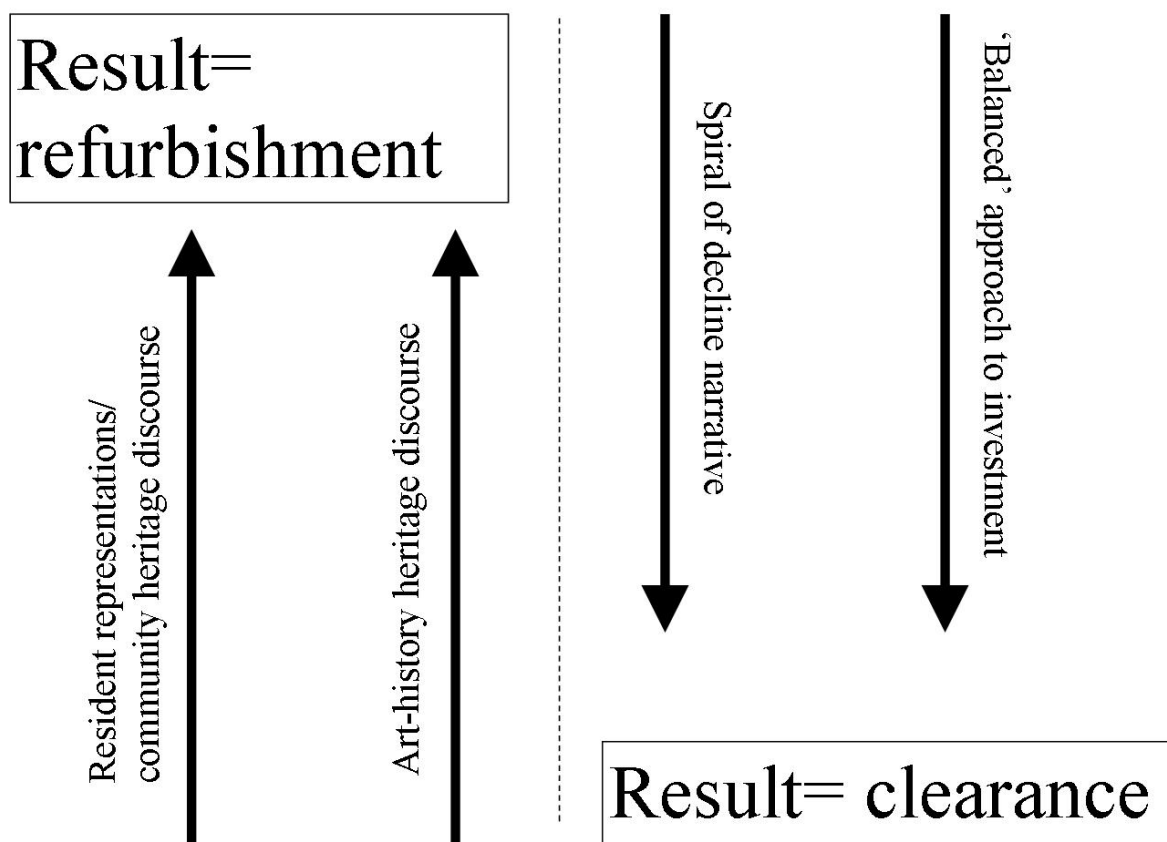 Result=
refurbishment
Resident representations/
community heritage discourse
Art-history heritage discourse
Spiral of decline narrative
‘Balanced’ approach to investment
Result= clearance